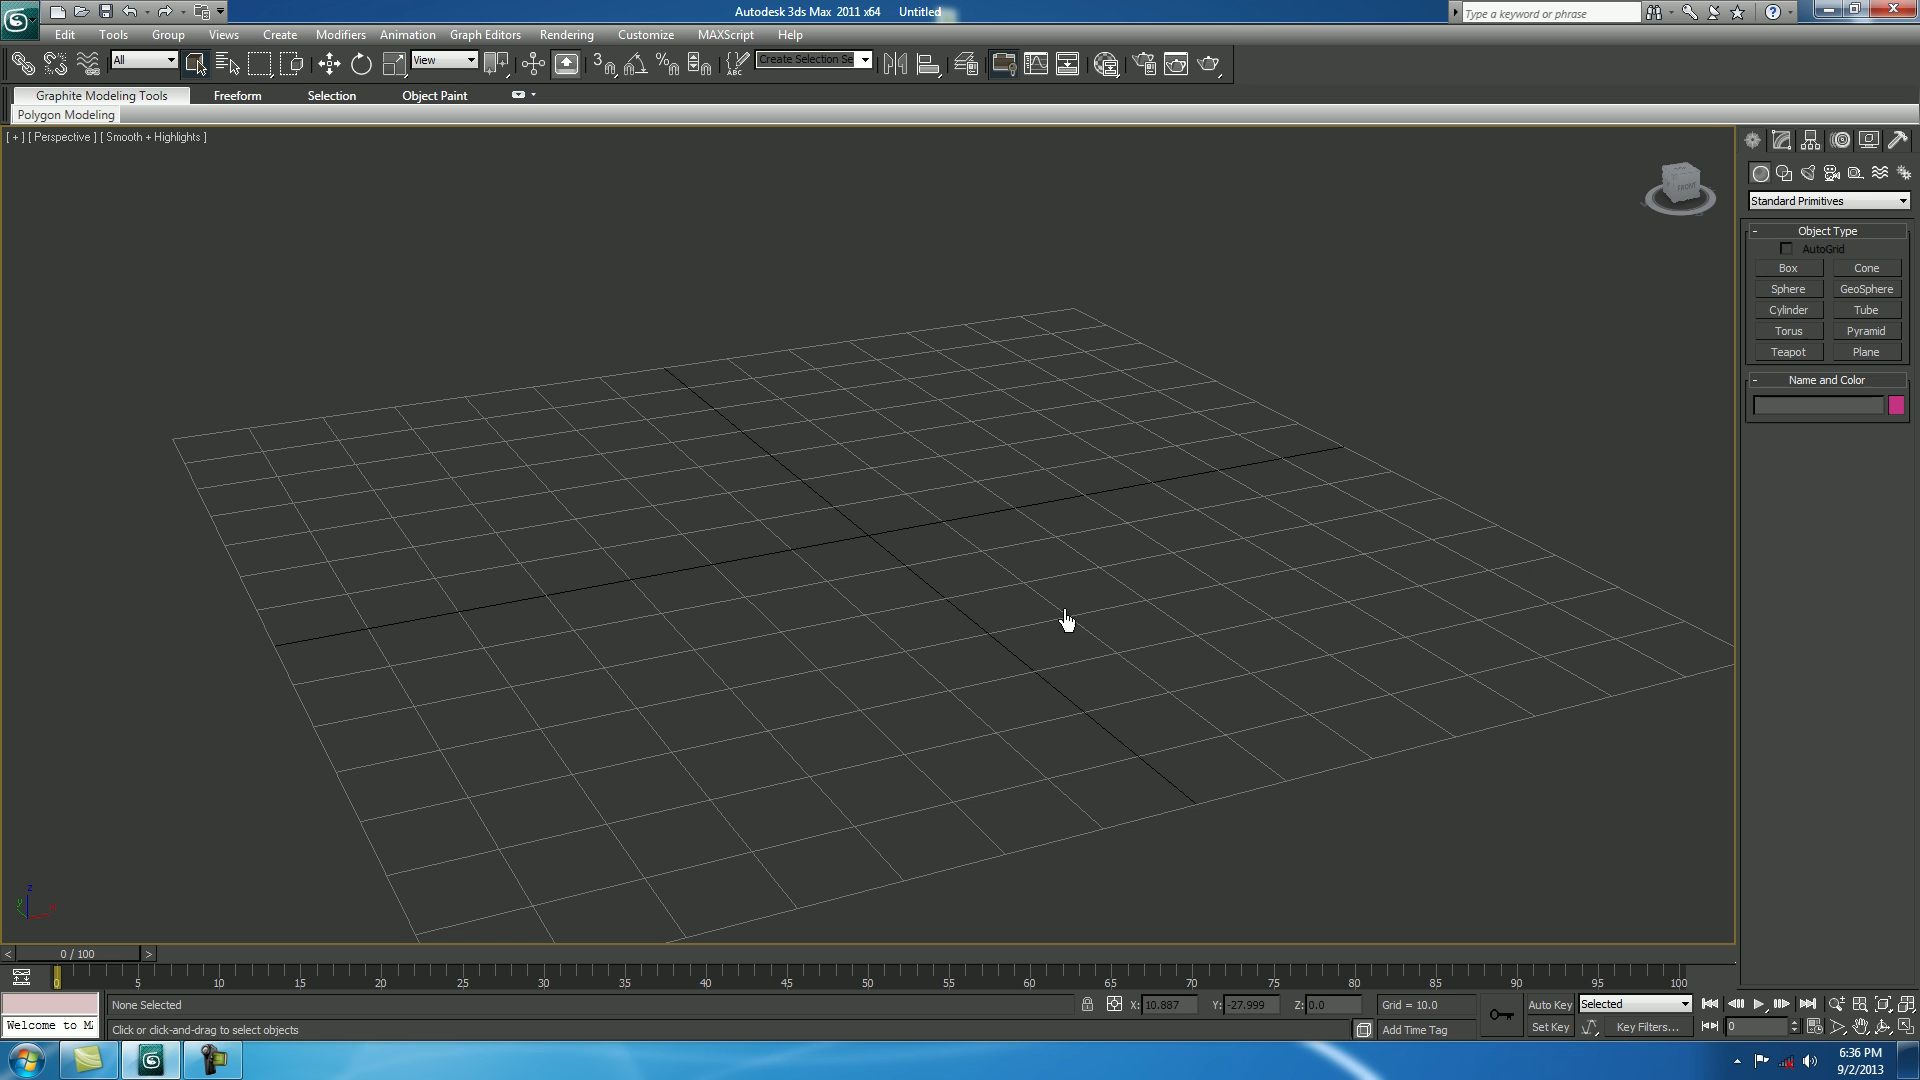 Autodesk 3ds Max 2011 x64 Untitled
Type a keyword or phrase
Edit Tools Group Views Create Modifiers Animation Graph Editors Rendering Customize MAXScript Help
All
View
3
ABC
Create Selection Se
Graphite Modeling Tools Freeform Selection Object Paint
Polygon Modeling
[ + ] [ Perspective ] [ Smooth + Highlights ]
FRONT
Standard Primitives
- Object Type
AutoGrid
Box Cone
Sphere GeoSphere
Cylinder Tube
Torus Pyramid
Teapot Plane
- Name and Color
z
y
x
< 0 / 100 >
0 5 10 15 20 25 30 35 40 45 50 55 60 65 70 75 80 85 90 95 100
None Selected
X: 10.887 Y: -27.999 Z: 0.0
Grid = 10.0
Auto Key
Selected
Welcome to M
Click or click-and-drag to select objects
Add Time Tag
Set Key
Key Filters...
0
6:36 PM
9/2/2013